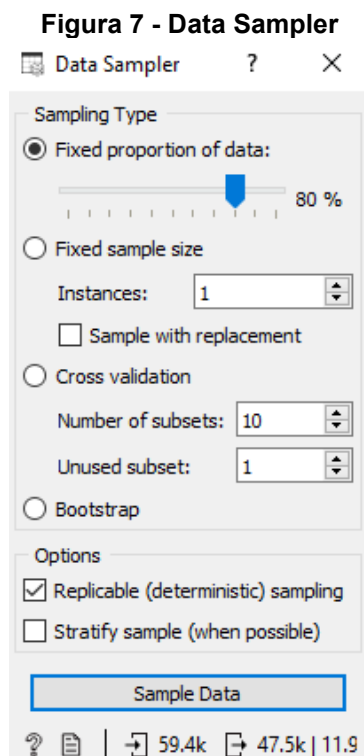 Figura 7 - Data Sampler
Data Sampler ? ×
Sampling Type
Fixed proportion of data:
80 %
Fixed sample size
Instances: 1
Sample with replacement
Cross validation
Number of subsets: 10
Unused subset: 1
Bootstrap
Options
Replicable (deterministic) sampling
Stratify sample (when possible)
Sample Data
? | 59.4k 47.5k | 11.9